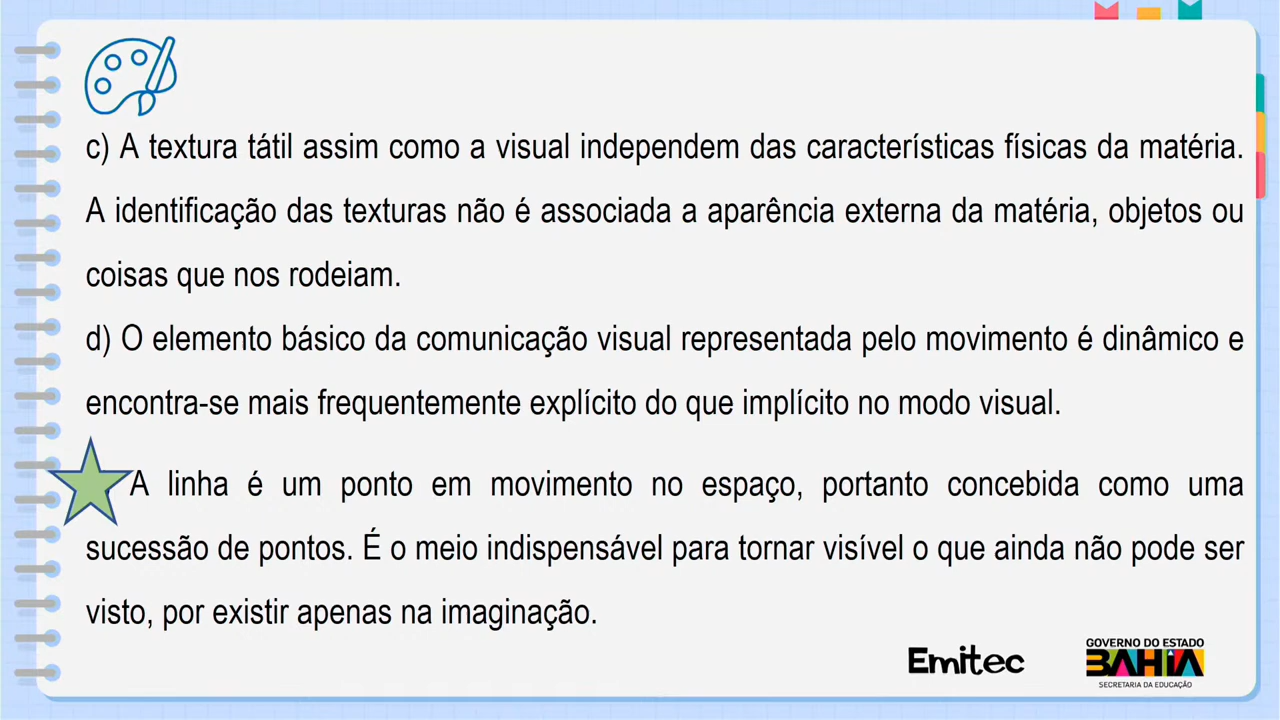 c) A textura tátil assim como a visual independem das características físicas da matéria.
A identificação das texturas não é associada a aparência externa da matéria, objetos ou
coisas que nos rodeiam.
d) O elemento básico da comunicação visual representada pelo movimento é dinâmico e
encontra-se mais frequentemente explícito do que implícito no modo visual.
A linha é um ponto em movimento no espaço, portanto concebida como uma
sucessão de pontos. É o meio indispensável para tornar visível o que ainda não pode ser
visto, por existir apenas na imaginação.
Emitec
GOVERNO DO ESTADO
BAHIA
SECRETARIA DA EDUCAÇÃO